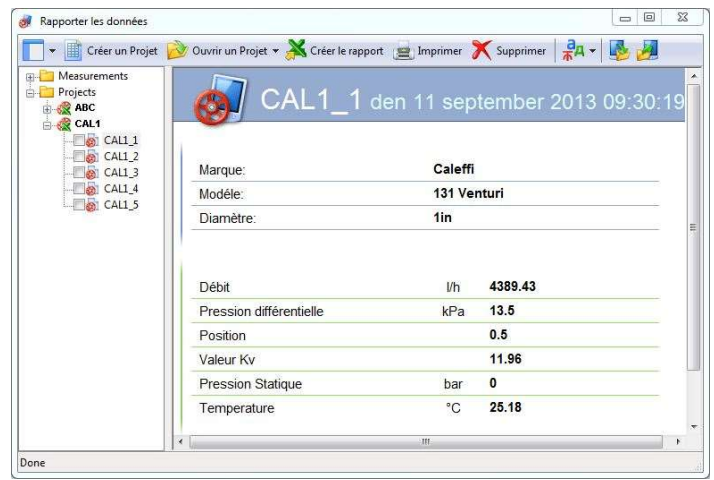 Rapporter les données
Créer un Projet Ouvrir un Projet Créer le rapport Imprimer Supprimer
Measurements
Projects
ABC
CAL1
CAL1_1
CAL1_2
CAL1_3
CAL1_4
CAL1_5
CAL1_1 den 11 september 2013 09:30:19
Marque: Caleffi
Modéle: 131 Venturi
Diamètre: 1in
Débit l/h 4389.43
Pression différentielle kPa 13.5
Position 0.5
Valeur Kv 11.96
Pression Statique bar 0
Temperature °C 25.18
Done